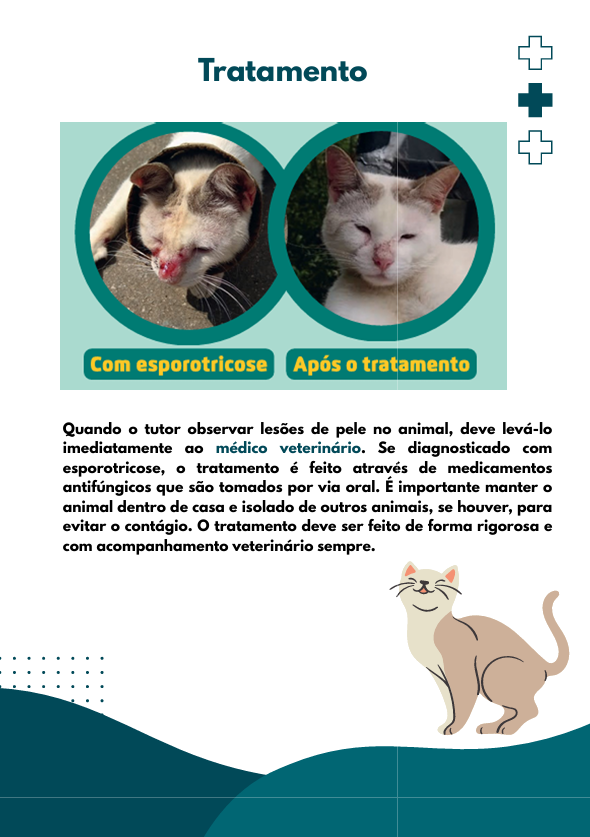 Tratamento
Com esporotricose
Após o tratamento
Quando o tutor observar lesões de pele no animal, deve levá-lo
imediatamente ao médico veterinário. Se diagnosticado com
esporotricose, o tratamento é feito através de medicamentos
antifúngicos que são tomados por via oral. É importante manter o
animal dentro de casa e isolado de outros animais, se houver, para
evitar o contágio. O tratamento deve ser feito de forma rigorosa e
com acompanhamento veterinário sempre.